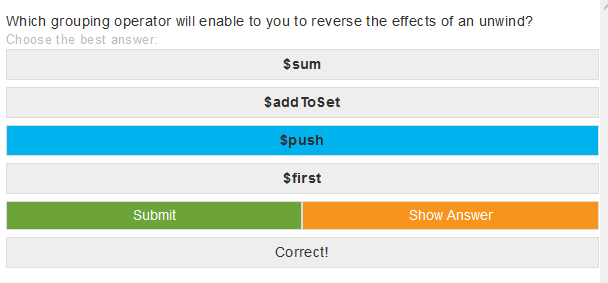 Which grouping operator will enable to you to reverse the effects of an unwind?
Choose the best answer:
$sum
$addToSet
$push
$first
Submit
Show Answer
Correct!